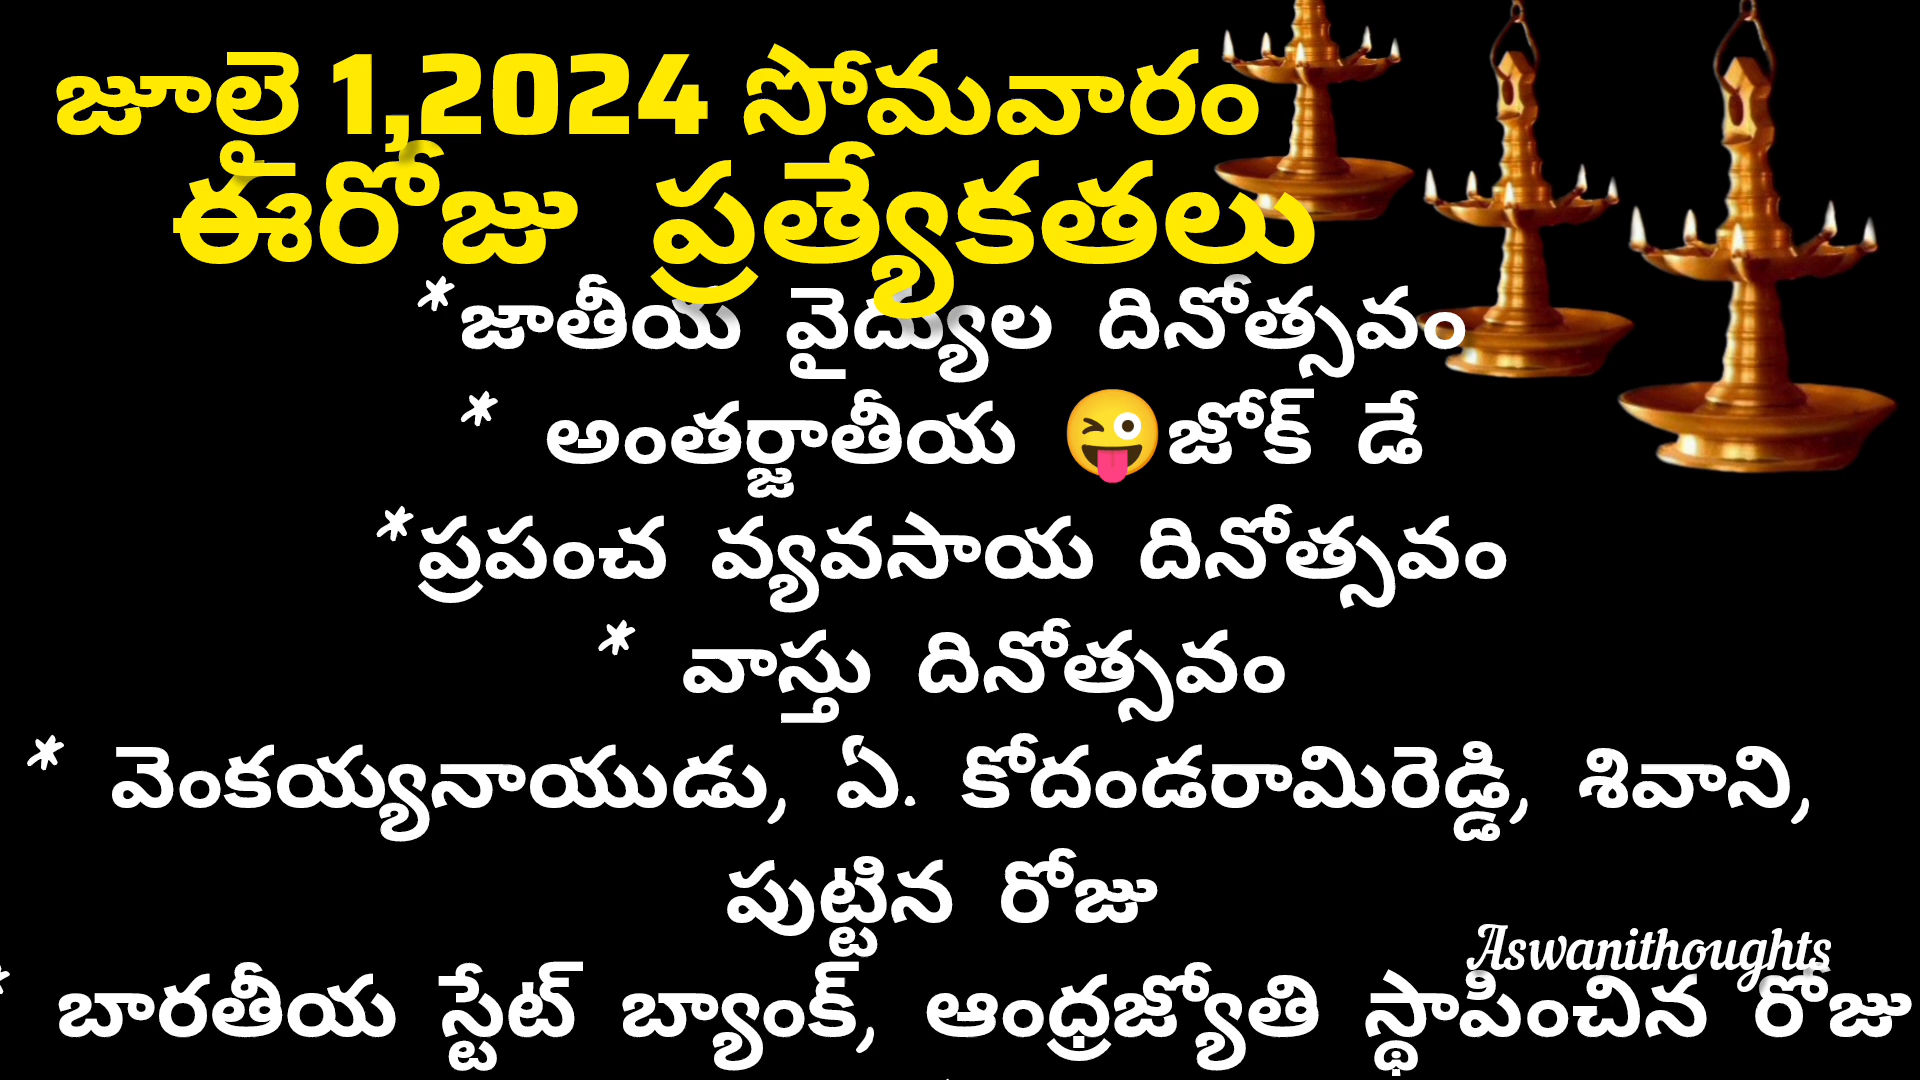 జూలై 1,2024 సోమవారం
ఈరోజు ప్రత్యేకతలు
*జాతీయ వైద్యుల దినోత్సవం
* అంతర్జాతీయ 😜జోక్ డే
*ప్రపంచ వ్యవసాయ దినోత్సవం
* వాస్తు దినోత్సవం
* వెంకయ్యనాయుడు, ఏ. కోదండరామిరెడ్డి, శివాని,
పుట్టిన రోజు
Aswanithoughts
* బారతీయ స్టేట్ బ్యాంక్, ఆంధ్రజ్యోతి స్థాపించిన రోజు